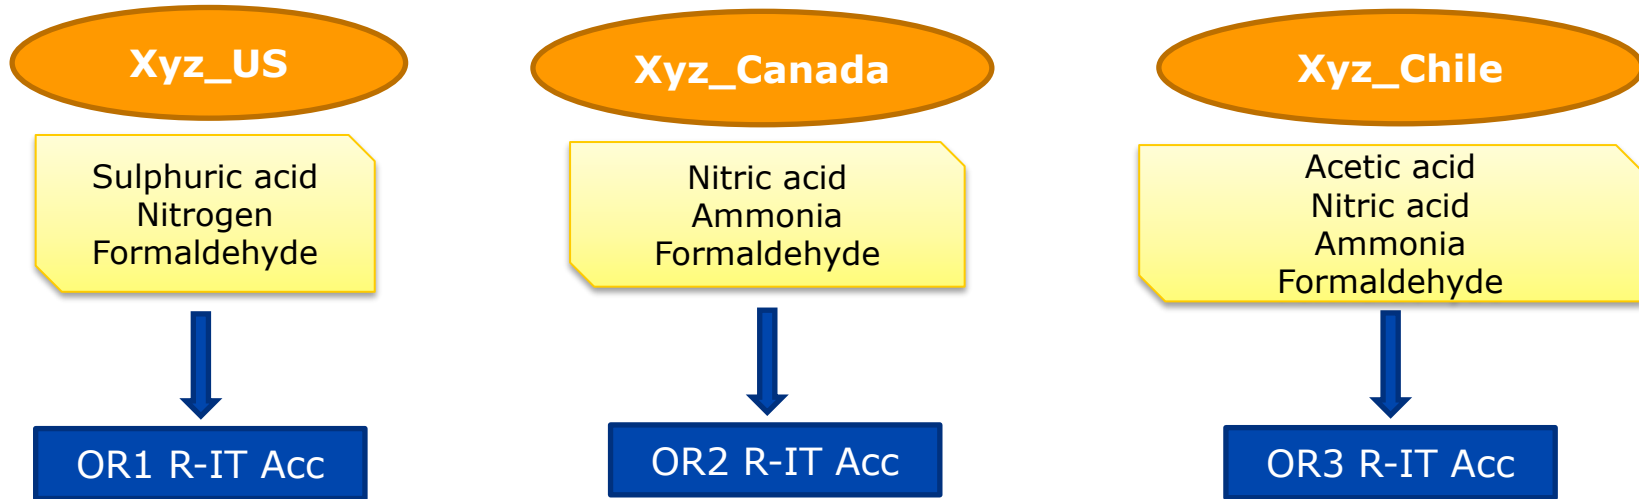 Xyz_US
Sulphuric acid
Nitrogen
Formaldehyde
OR1 R-IT Acc
Xyz_Canada
Nitric acid
Ammonia
Formaldehyde
OR2 R-IT Acc
Xyz_Chile
Acetic acid
Nitric acid
Ammonia
Formaldehyde
OR3 R-IT Acc